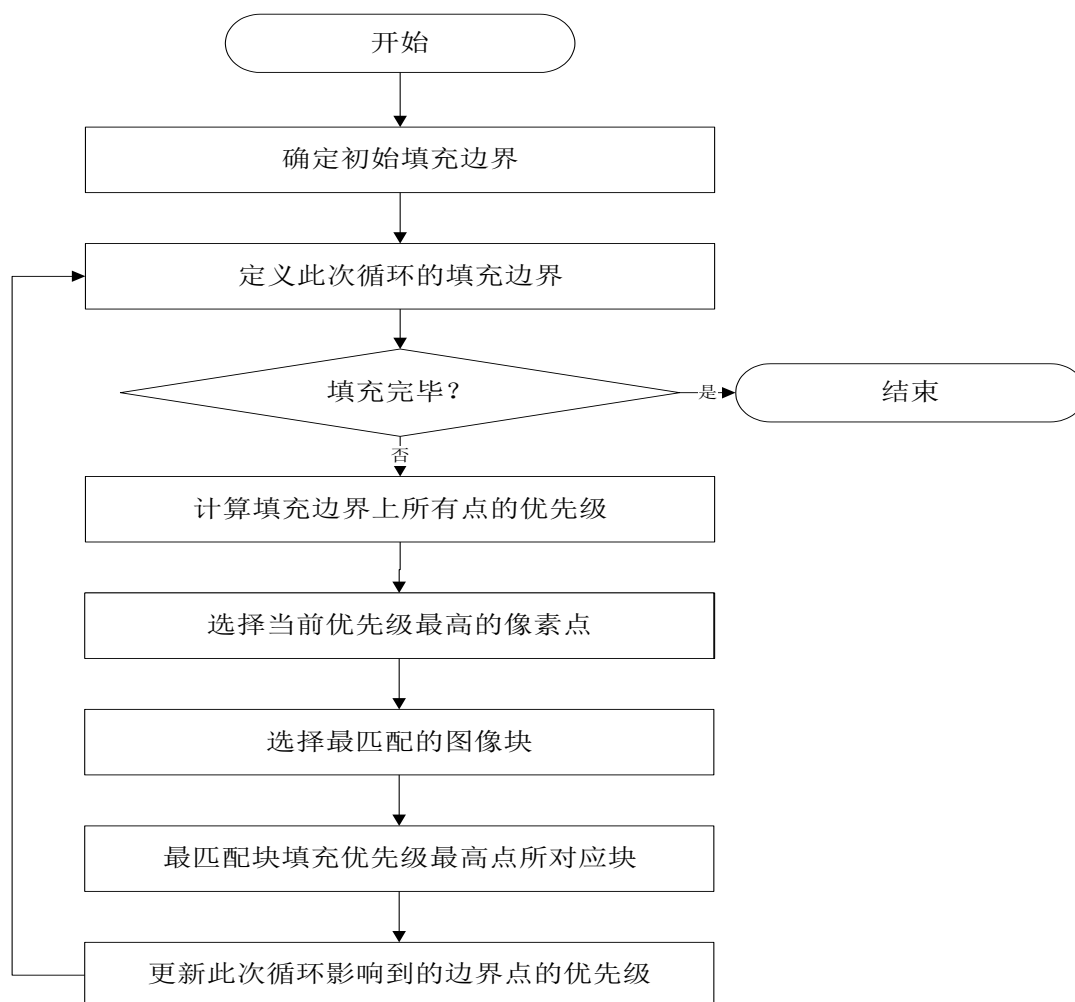 开始
确定初始填充边界
定义此次循环的填充边界
填充完毕？
是
结束
否
计算填充边界上所有点的优先级
选择当前优先级最高的像素点
选择最匹配的图像块
最匹配块填充优先级最高点所对应块
更新此次循环影响到的边界点的优先级